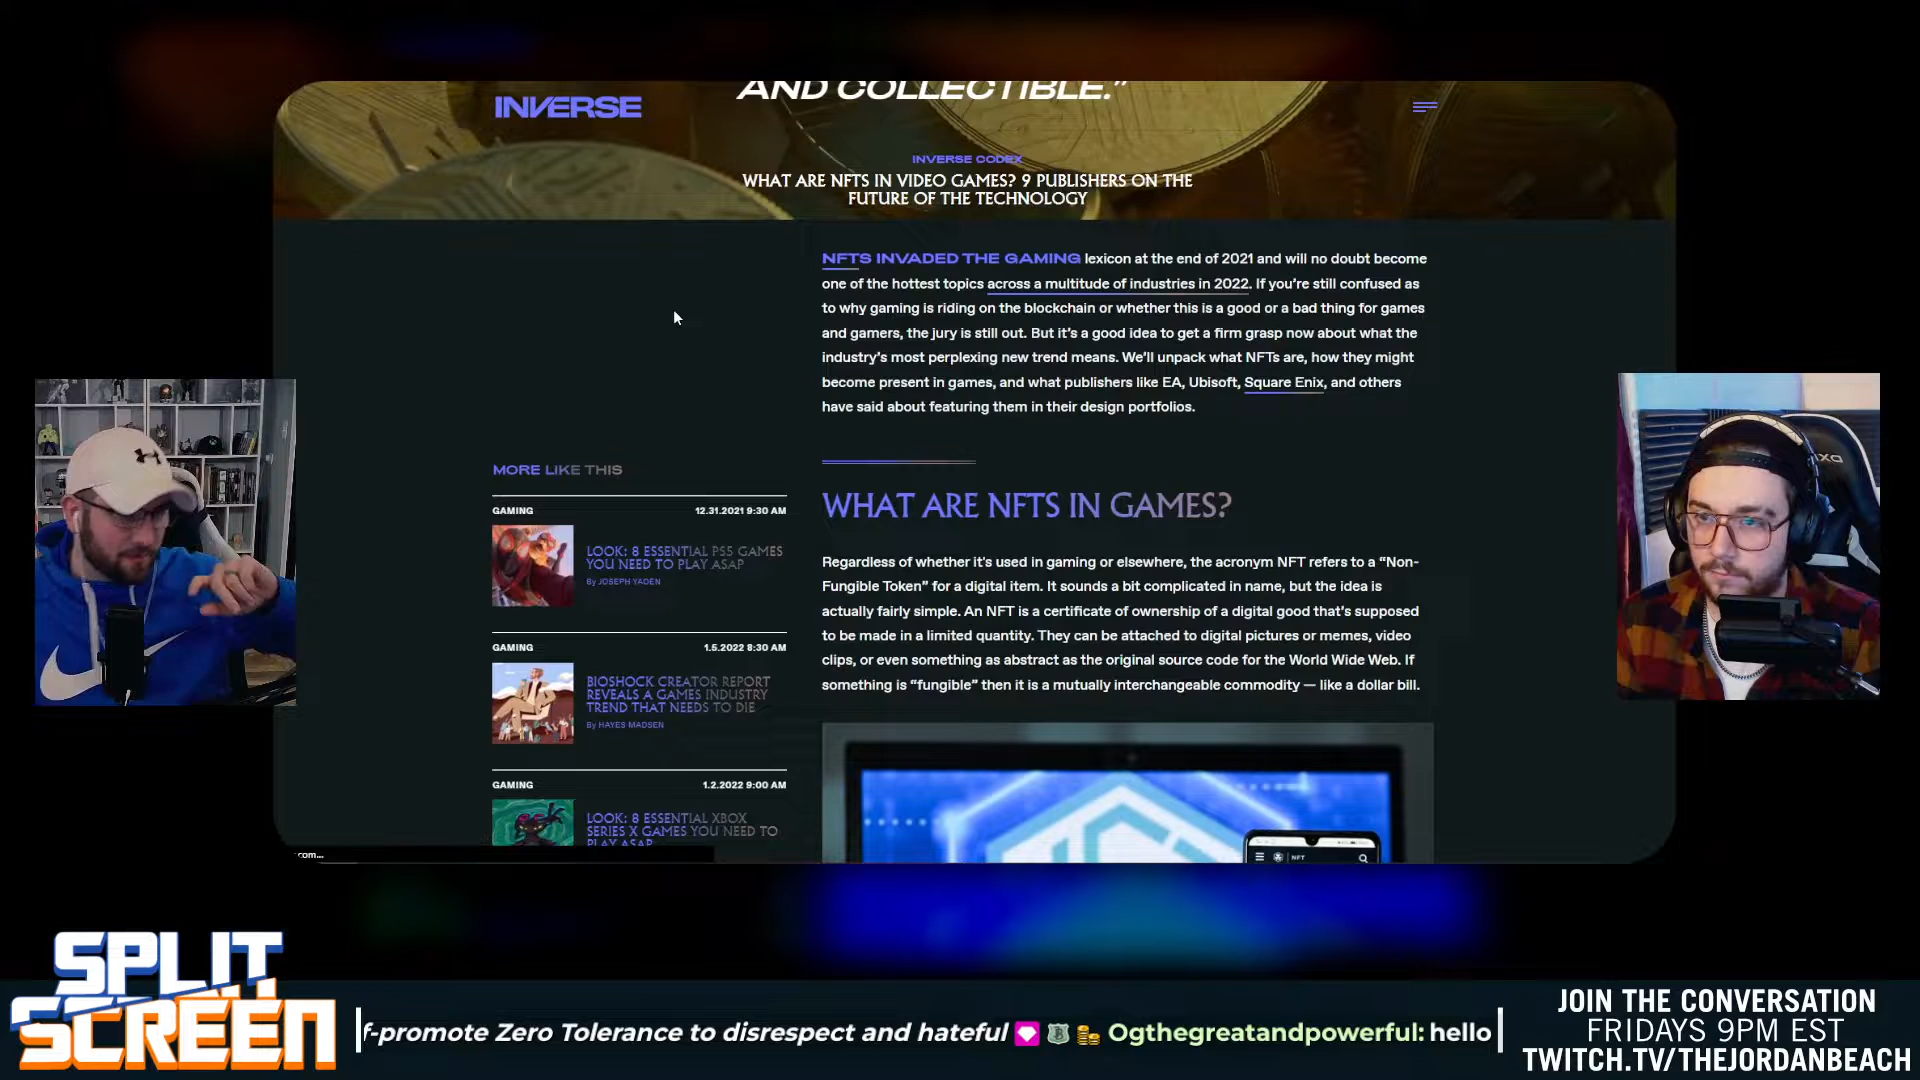 AND COLLECTIBLE."
INVERSE
INVERSE CODEX
WHAT ARE NFTS IN VIDEO GAMES? 9 PUBLISHERS ON THE
FUTURE OF THE TECHNOLOGY
NFTS INVADED THE GAMING lexicon at the end of 2021 and will no doubt become
one of the hottest topics across a multitude of industries in 2022. If you're still confused as
to why gaming is riding on the blockchain or whether this is a good or a bad thing for games
and gamers, the jury is still out. But it's a good idea to get a firm grasp now about what the
industry's most perplexing new trend means. We'll unpack what NFTs are, how they might
become present in games, and what publishers like EA, Ubisoft, Square Enix, and others
have said about featuring them in their design portfolios.
MORE LIKE THIS
GAMING 12.31.2021 9:30 AM
LOOK: 8 ESSENTIAL PS5 GAMES
YOU NEED TO PLAY ASAP
By JOSEPH YADEN
GAMING 1.5.2022 8:30 AM
BIOSHOCK CREATOR REPORT
REVEALS A GAMES INDUSTRY
TREND THAT NEEDS TO DIE
By HAYES MADSEN
GAMING 1.2.2022 9:00 AM
LOOK: 8 ESSENTIAL XBOX
SERIES X GAMES YOU NEED TO
PLAY ASAP
WHAT ARE NFTS IN GAMES?
Regardless of whether it's used in gaming or elsewhere, the acronym NFT refers to a "Non-
Fungible Token" for a digital item. It sounds a bit complicated in name, but the idea is
actually fairly simple. An NFT is a certificate of ownership of a digital good that's supposed
to be made in a limited quantity. They can be attached to digital pictures or memes, video
clips, or even something as abstract as the original source code for the World Wide Web. If
something is "fungible" then it is a mutually interchangeable commodity — like a dollar bill.
NFT
.com...
SPLIT
SCREEN
f-promote Zero Tolerance to disrespect and hateful Ogthegreatandpowerful: hello
JOIN THE CONVERSATION
FRIDAYS 9PM EST
TWITCH.TV/THEJORDANBEACH